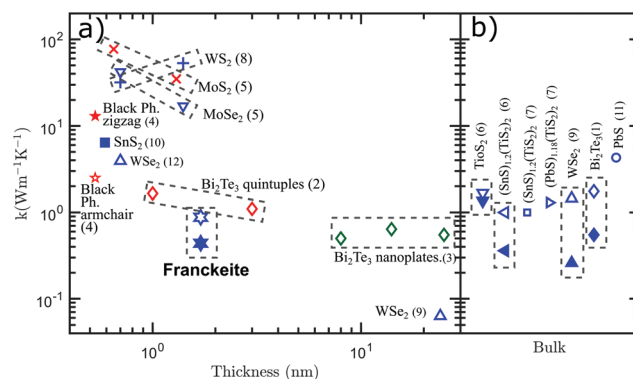 a)
b)
k(Wm⁻¹K⁻¹)
10²
10¹
10⁰
10⁻¹
WS₂ (8)
MoS₂ (5)
MoSe₂ (5)
Black Ph.
zigzag (4)
SnS₂ (10)
WSe₂ (12)
Black
Ph.
armchair
(4)
Bi₂Te₃ quintuples (2)
Franckeite
Bi₂Te₃ nanoplates.(3)
WSe₂ (9)
10⁰
10¹
Thickness (nm)
TioS₂ (6)
(SnS)₁.₂(TiS₂)₂ (6)
(SnS)₁.₂(TiS₂)₂ (7)
(PbS)₁.₁₈(TiS₂)₂ (7)
WSe₂ (9)
Bi₂Te₃(1)
PbS (11)
Bulk